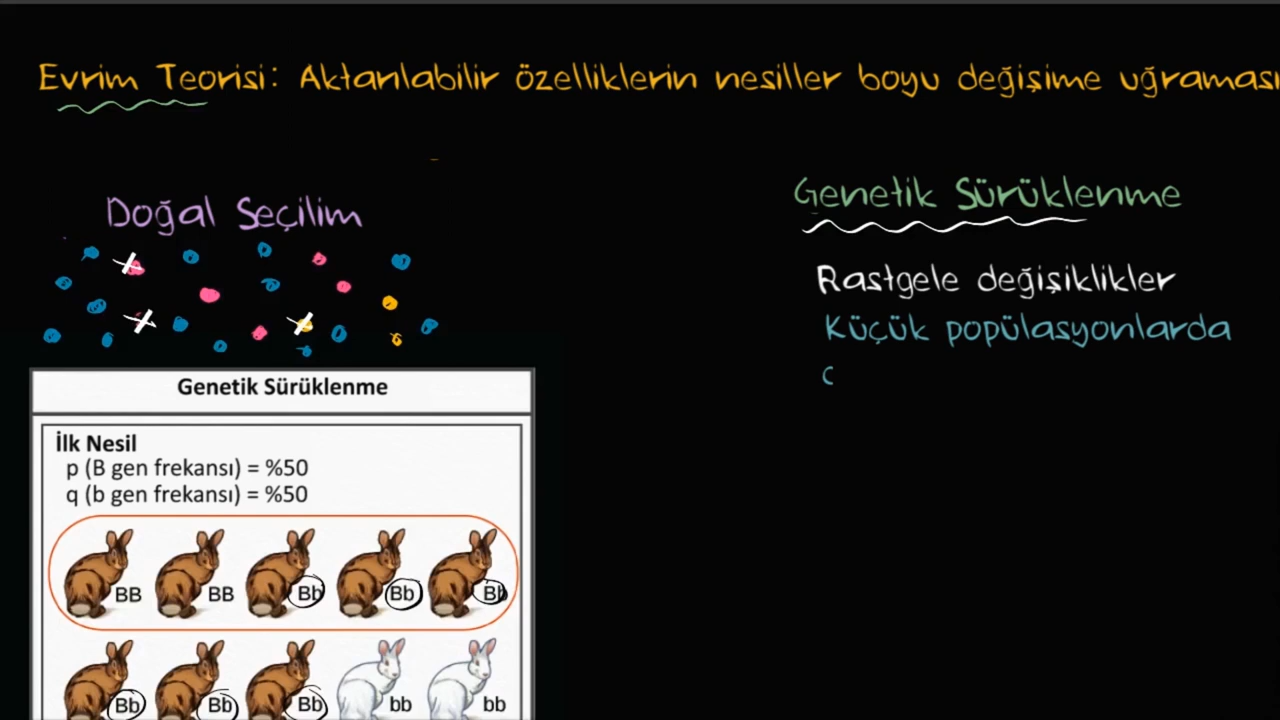 Evrim Teorisi: Aktarılabilir özelliklerin nesiller boyu değişime uğraması
Doğal Seçilim
Genetik Sürüklenme
Rastgele değişiklikler
Küçük popülasyonlarda
Genetik Sürüklenme
İlk Nesil
p (B gen frekansı) = %50
q (b gen frekansı) = %50
BB BB Bb Bb Bb
Bb Bb Bb bb bb